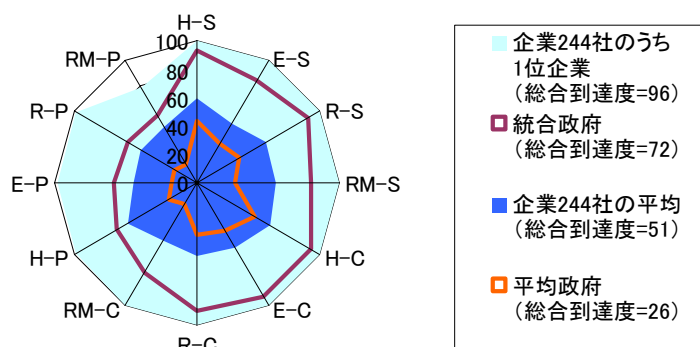 H-S
E-S
R-S
RM-S
H-C
E-C
R-C
RM-C
H-P
E-P
R-P
RM-P
100
80
60
40
20
0
企業244社のうち
1位企業
(総合到達度=96)
統合政府
(総合到達度=72)
企業244社の平均
(総合到達度=51)
平均政府
(総合到達度=26)